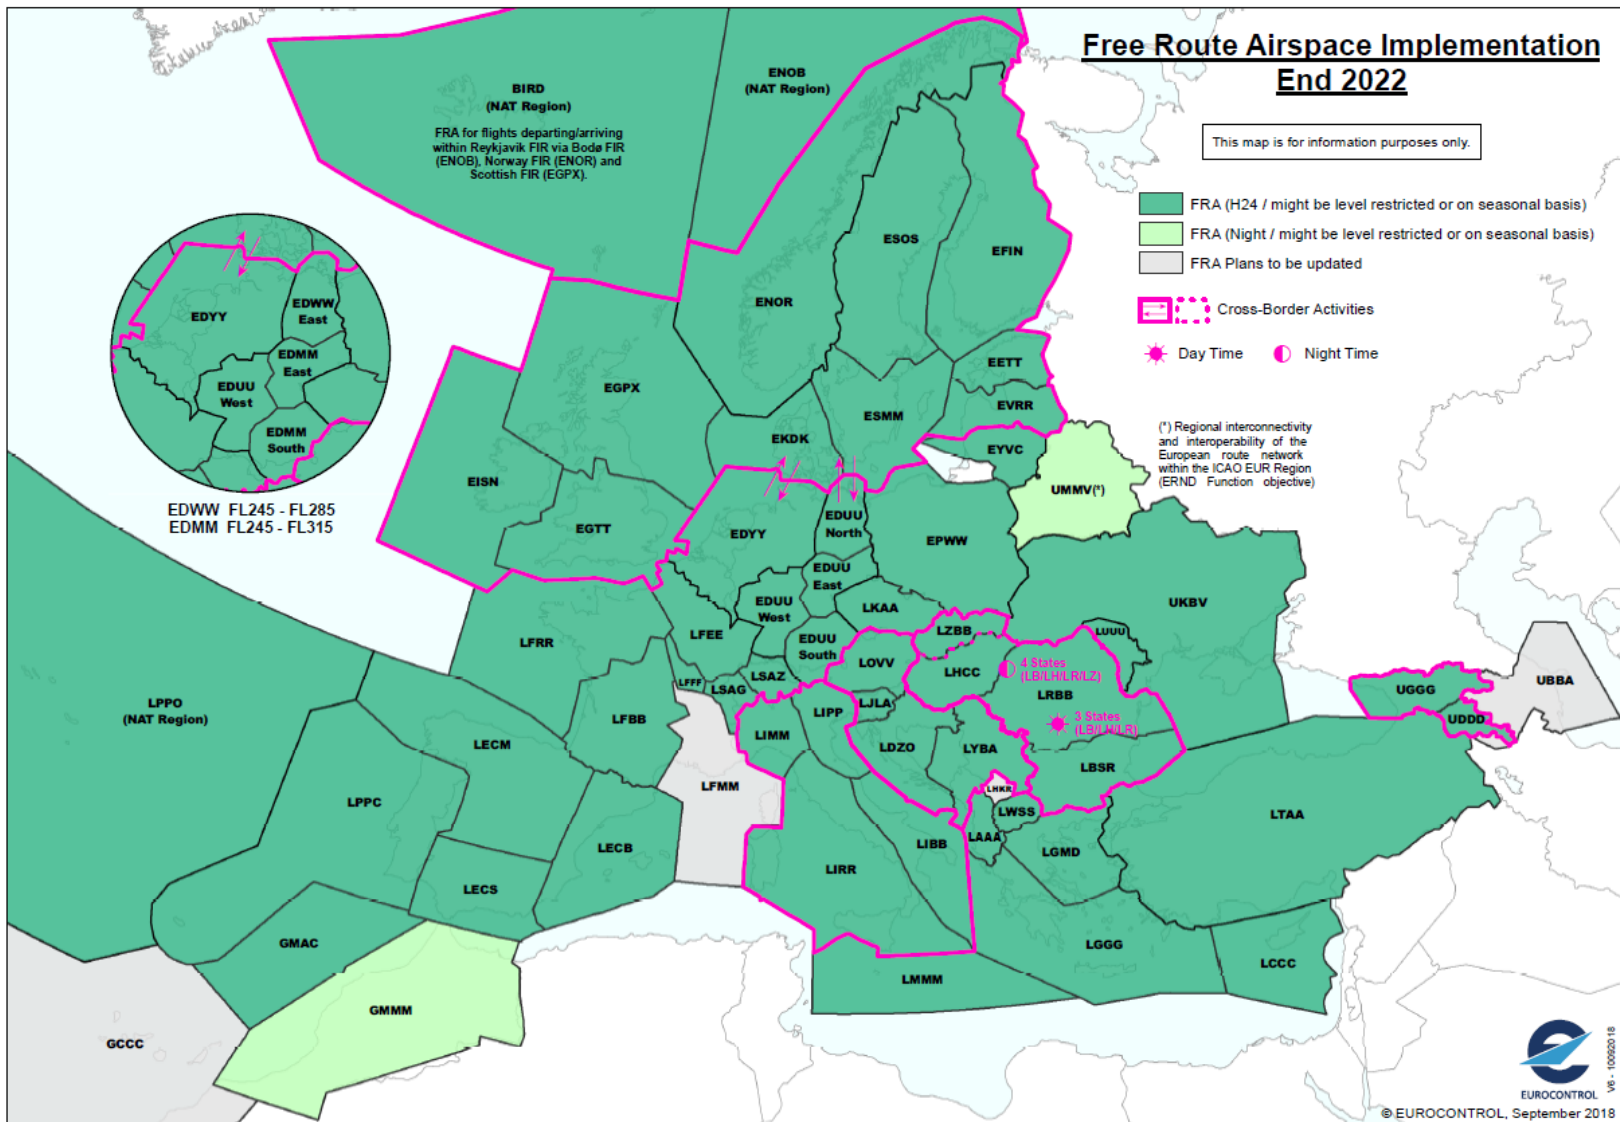 Free Route Airspace Implementation
End 2022
This map is for information purposes only.
FRA (H24 / might be level restricted or on seasonal basis)
FRA (Night / might be level restricted or on seasonal basis)
FRA Plans to be updated
Cross-Border Activities
Day Time
Night Time
(*) Regional interconnectivity
and interoperability of the
European route network
within the ICAO EUR Region
(ERND Function objective)
BIRD
(NAT Region)
FRA for flights departing/arriving
within Reykjavik FIR via Bodø FIR
(ENOB), Norway FIR (ENOR) and
Scottish FIR (EGPX).
ENOB
(NAT Region)
ESOS
EFIN
ENOR
EETT
EVRR
EGPX
ESMM
EKDK
EYVC
UMMV(*)
EISN
EGTT
EDYY
EDUU
North
EPWW
EDUU
East
EDUU
West
LKAA
UKBV
LFRR
LFEE
EDUU
South
LZBB
LUUU
LOVV
LHCC
4 States
(LB/LH/LR/LZ)
LFFF
LSAG
LSAZ
LRBB
UGGG
UBBA
LPPO
(NAT Region)
LFBB
LIMM
LIPP
LJLA
3 States
(LB/LH/LR)
UDDD
LECM
LDZO
LYBA
LBSR
LFMM
LHKR
LPPC
LWSS
LTAA
LECB
LIRR
LIBB
LAAA
LGMD
LECS
GMAC
LGGG
LCCC
LMMM
GMMM
GCCC
EDYY
EDWW
East
EDMM
East
EDUU
West
EDMM
South
EDWW FL245 - FL285
EDMM FL245 - FL315
EUROCONTROL
V6 - 10092018
© EUROCONTROL, September 2018